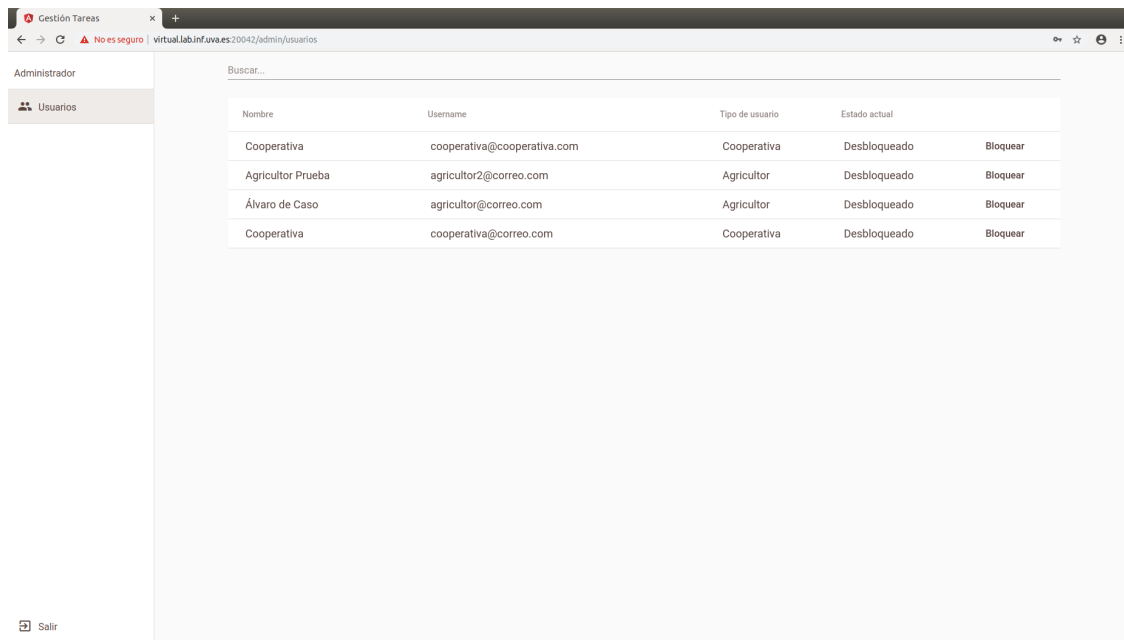 Gestión Tareas
No es seguro | virtual.lab.inf.uva.es:20042/admin/usuarios
Administrador
Usuarios
Buscar...
Nombre Username Tipo de usuario Estado actual
Cooperativa cooperativa@cooperativa.com Cooperativa Desbloqueado Bloquear
Agricultor Prueba agricultor2@correo.com Agricultor Desbloqueado Bloquear
Álvaro de Caso agricultor@correo.com Agricultor Desbloqueado Bloquear
Cooperativa cooperativa@correo.com Cooperativa Desbloqueado Bloquear
Salir